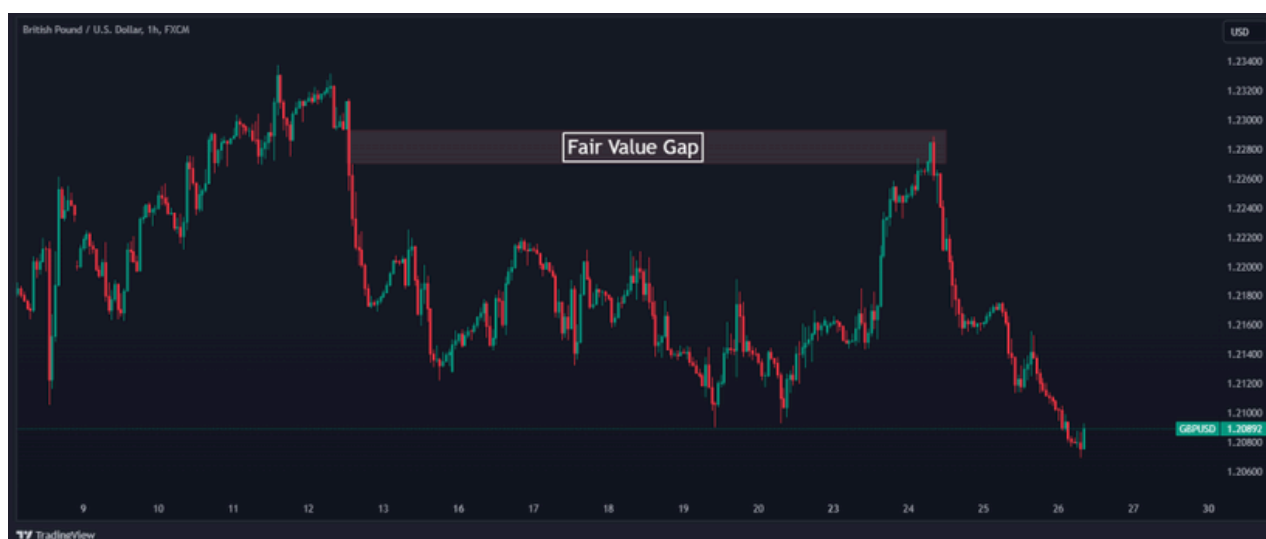 British Pound / U.S. Dollar, 1h, FXCM
USD
1.23400
1.23200
1.23000
Fair Value Gap
1.22800
1.22600
1.22400
1.22200
1.22000
1.21800
1.21600
1.21400
1.21200
1.21000
GBPUSD 1.20892
1.20800
1.20600
9 10 11 12 13 16 17 18 19 20 23 24 25 26 27 30
TradingView